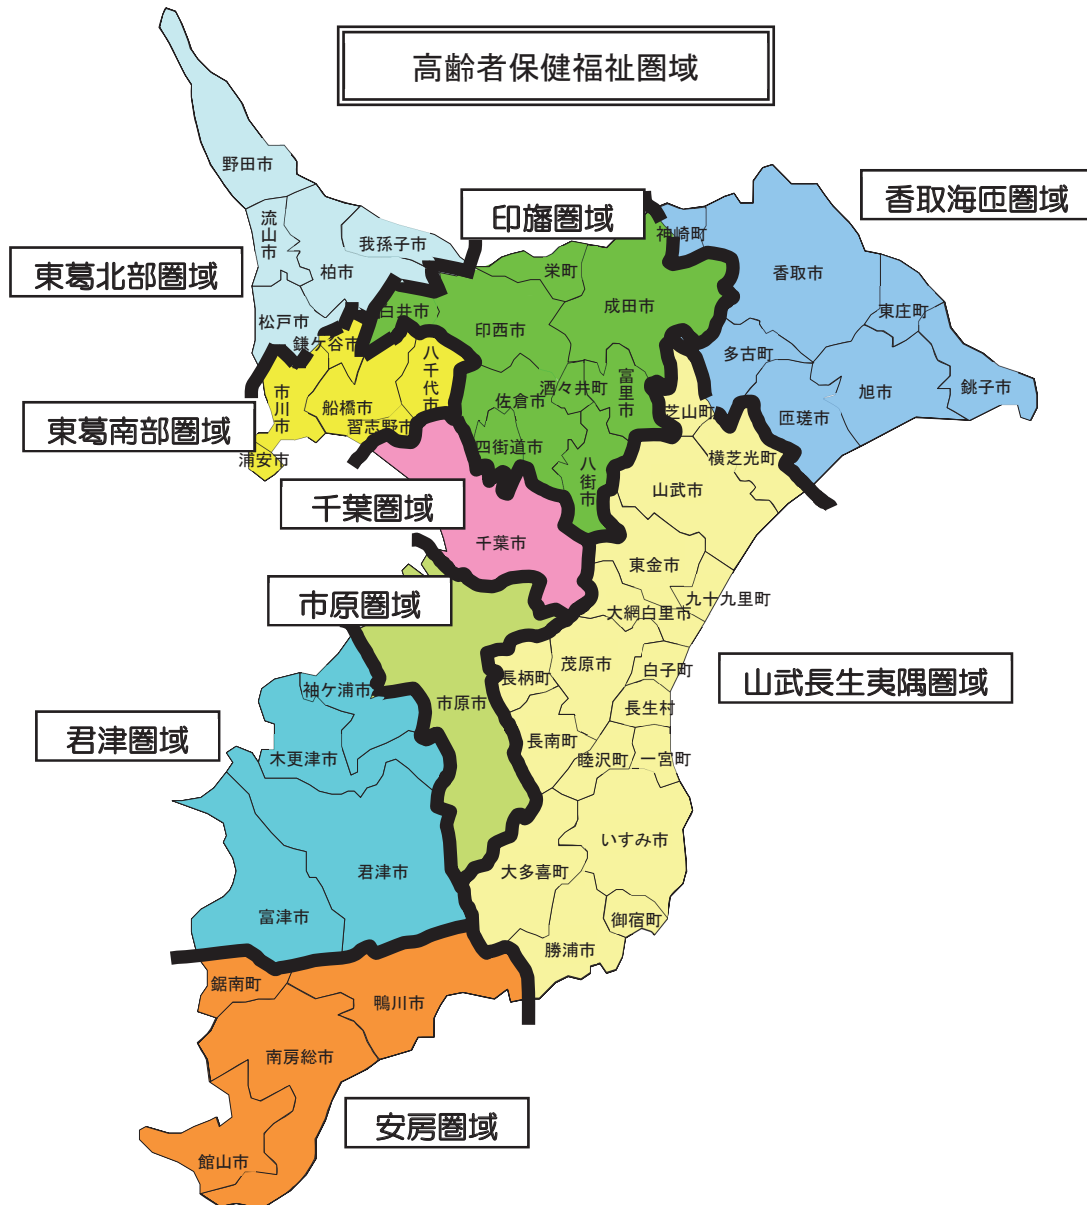 高齢者保健福祉圏域
野田市
香取海匝圏域
印旛圏域
流山市
神崎町
我孫子市
東葛北部圏域
柏市
栄町
香取市
成田市
東庄町
白井市
印西市
松戸市
鎌ケ谷市
八千代市
多古町
旭市
銚子市
市川市
船橋市
佐倉市
酒々井町
富里市
芝山町
匝瑳市
東葛南部圏域
習志野市
四街道市
横芝光町
浦安市
八街市
山武市
千葉圏域
千葉市
東金市
市原圏域
大網白里市
九十九里町
茂原市
白子町
長柄町
山武長生夷隅圏域
袖ケ浦市
市原市
長生村
君津圏域
長南町
木更津市
睦沢町
一宮町
いすみ市
君津市
大多喜町
富津市
御宿町
勝浦市
鋸南町
鴨川市
南房総市
安房圏域
館山市